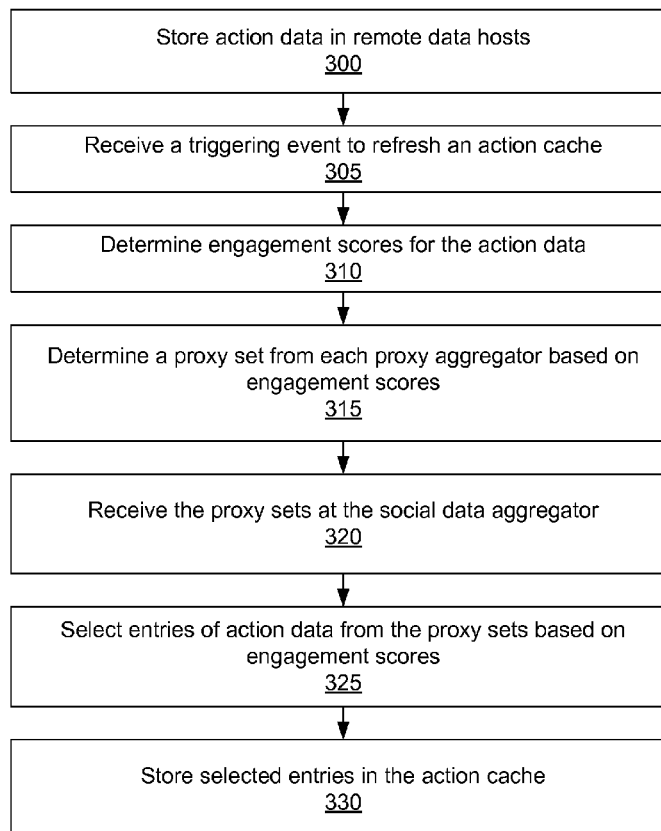 Store action data in remote data hosts
300
Receive a triggering event to refresh an action cache
305
Determine engagement scores for the action data
310
Determine a proxy set from each proxy aggregator based on
engagement scores
315
Receive the proxy sets at the social data aggregator
320
Select entries of action data from the proxy sets based on
engagement scores
325
Store selected entries in the action cache
330